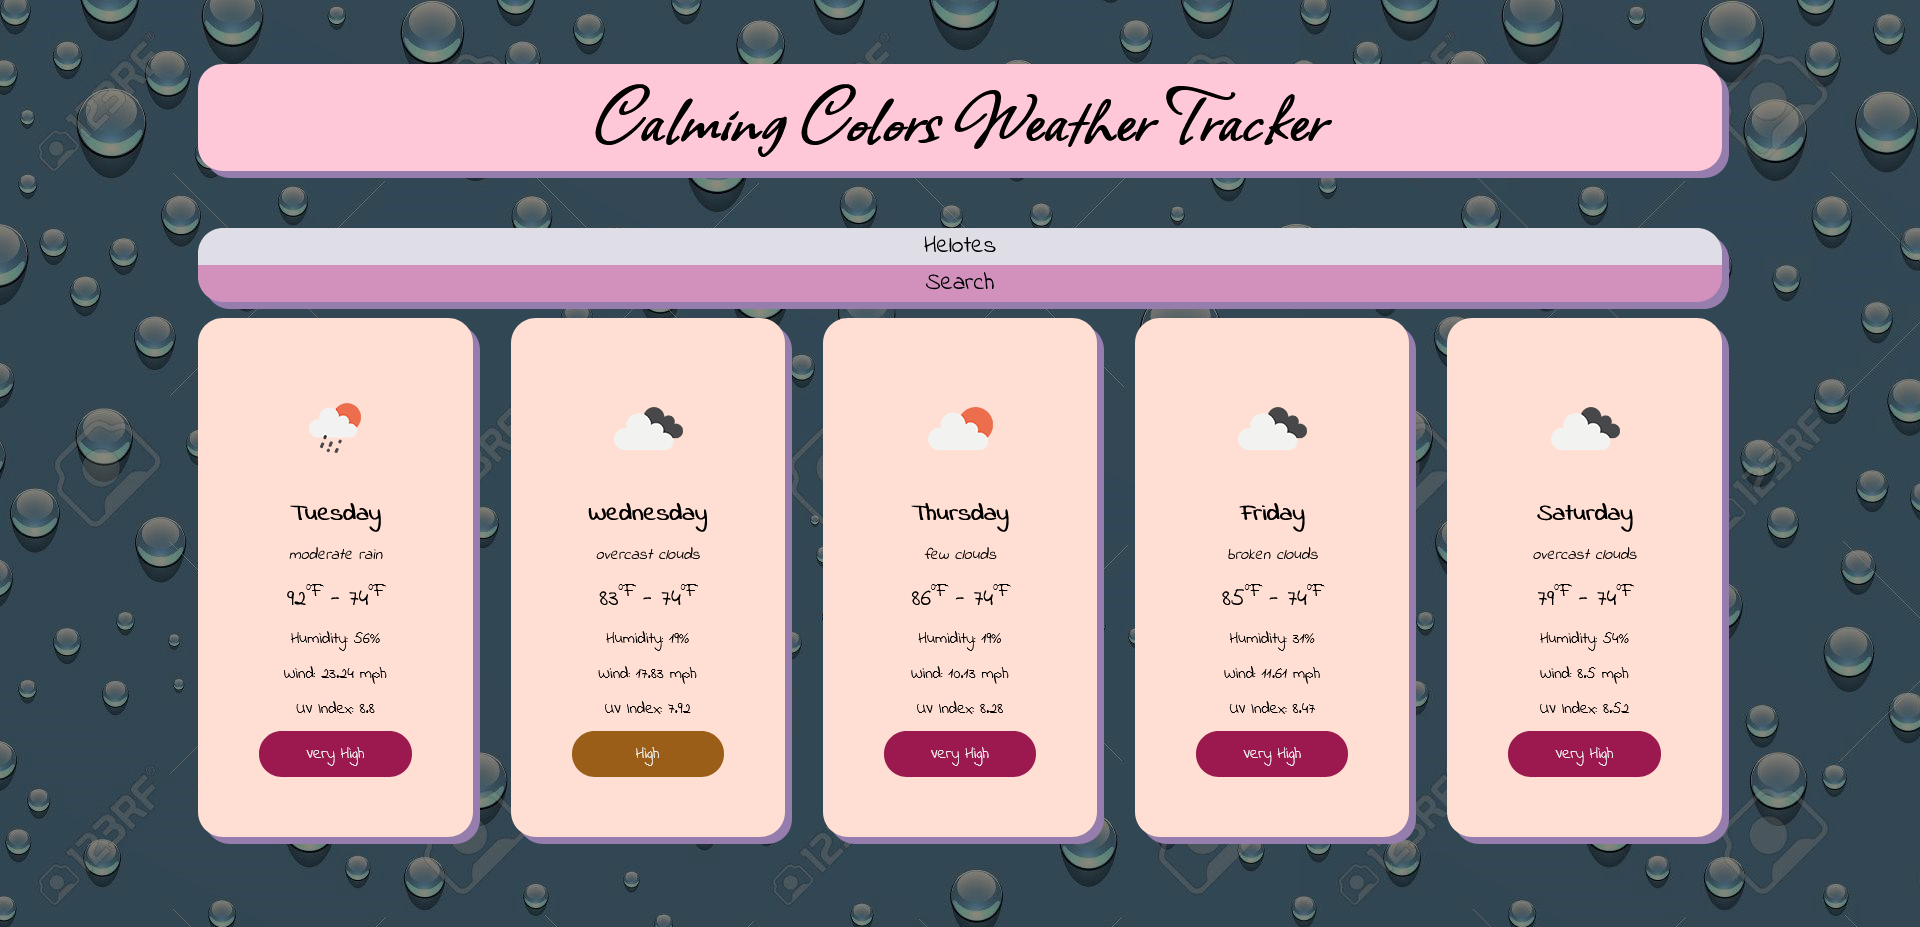 Calming Colors Weather Tracker
Helotes
Search
Tuesday
moderate rain
92°F - 74°F
Humidity: 56%
Wind: 23.24 mph
UV Index: 8.8
Very High
Wednesday
overcast clouds
83°F - 74°F
Humidity: 19%
Wind: 17.83 mph
UV Index: 7.92
High
Thursday
few clouds
86°F - 74°F
Humidity: 19%
Wind: 10.13 mph
UV Index: 8.28
Very High
Friday
broken clouds
85°F - 74°F
Humidity: 31%
Wind: 11.61 mph
UV Index: 8.47
Very High
Saturday
overcast clouds
79°F - 74°F
Humidity: 54%
Wind: 8.5 mph
UV Index: 8.52
Very High
123RF
123RF
123RF